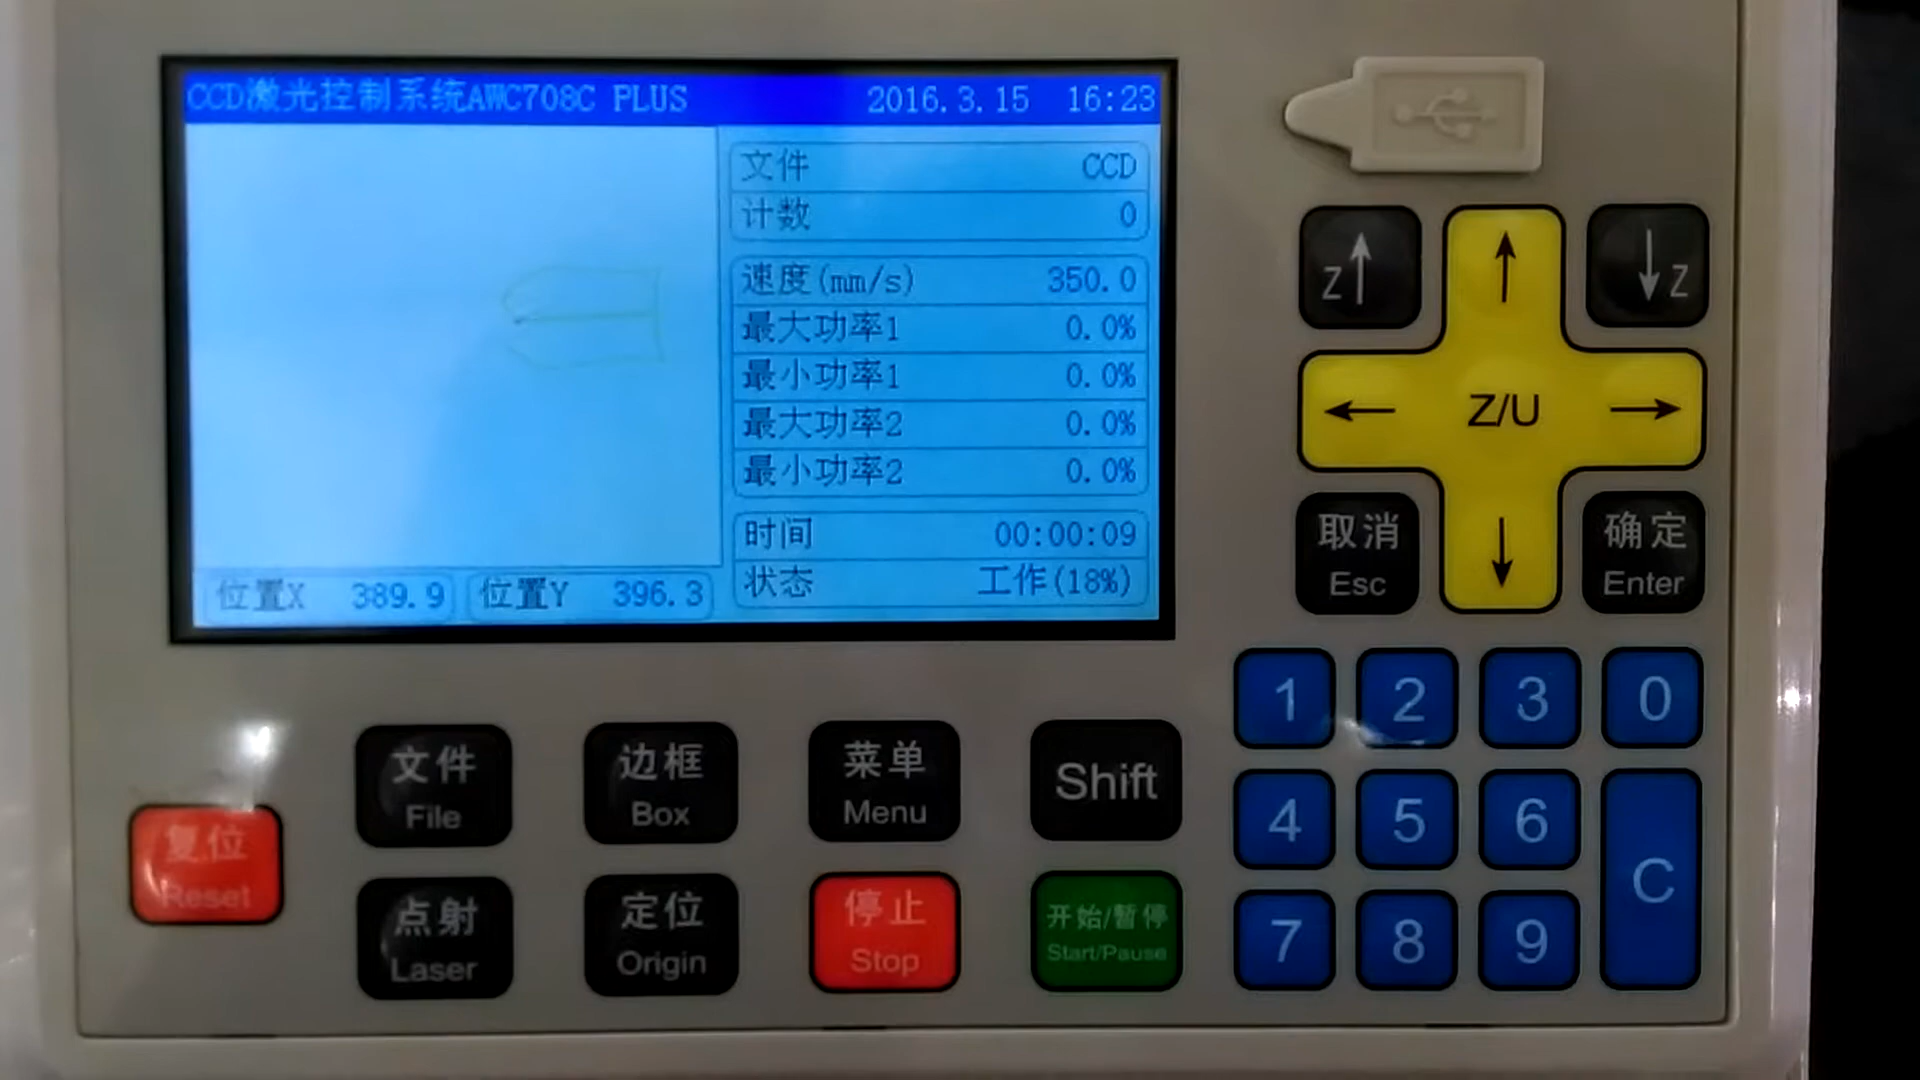 CCD激光控制系统AWC708C PLUS 2016.3.15 16:23
文件 CCD
计数 0
速度(mm/s) 350.0
最大功率1 0.0%
最小功率1 0.0%
最大功率2 0.0%
最小功率2 0.0%
时间 00:00:09
状态 工作(18%)
位置X 389.9 位置Y 396.3
Z
Z
Z/U
取消
Esc
确定
Enter
1 2 3 0
4 5 6
7 8 9
C
复位
Reset
文件
File
边框
Box
菜单
Menu
Shift
点射
Laser
定位
Origin
停止
Stop
开始/暂停
Start/Pause